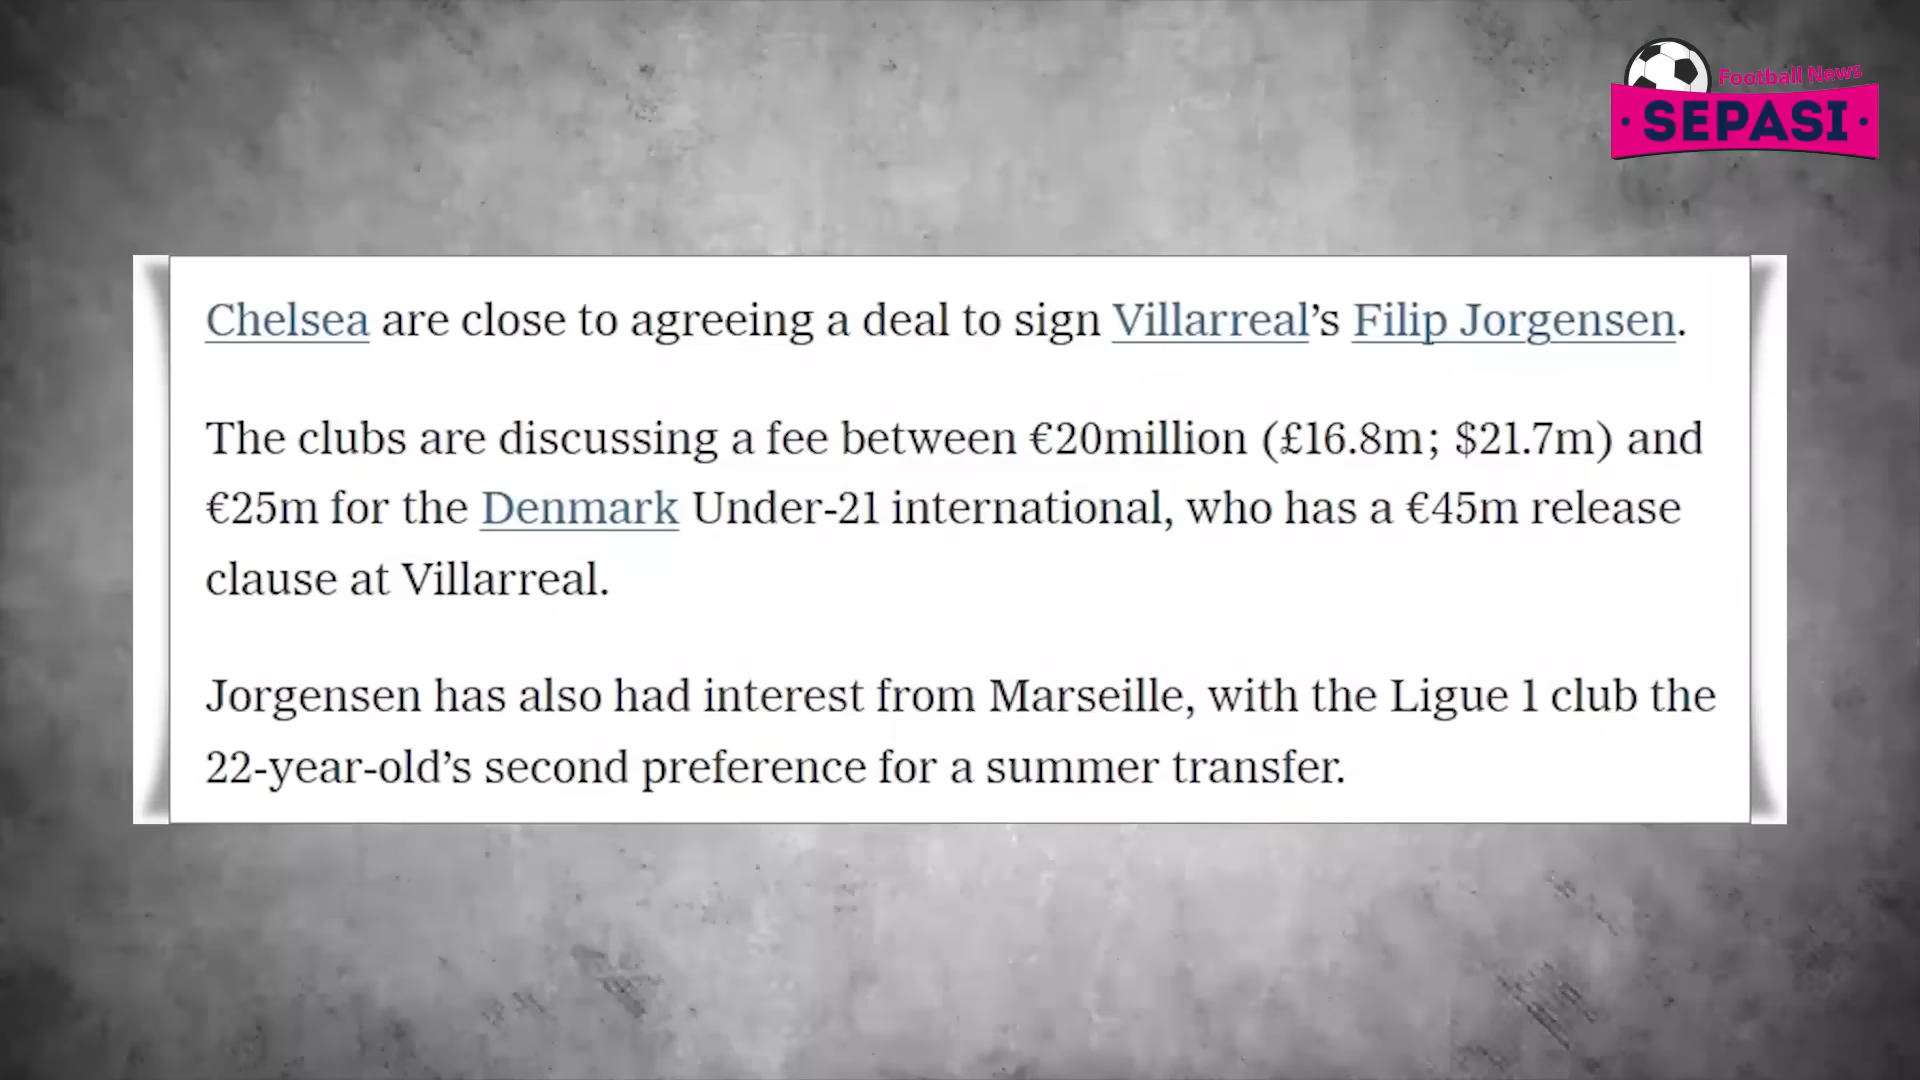 Football News
· SEPASI ·
Chelsea are close to agreeing a deal to sign Villarreal’s Filip Jorgensen.
The clubs are discussing a fee between €20million (£16.8m; $21.7m) and
€25m for the Denmark Under-21 international, who has a €45m release
clause at Villarreal.
Jorgensen has also had interest from Marseille, with the Ligue 1 club the
22-year-old’s second preference for a summer transfer.